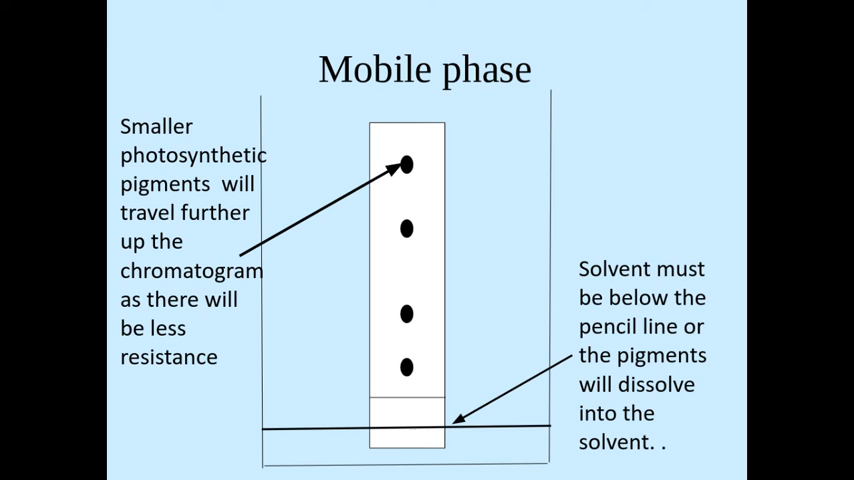 Mobile phase
Smaller
photosynthetic
pigments will
travel further
up the
chromatogram
as there will
be less
resistance
Solvent must
be below the
pencil line or
the pigments
will dissolve
into the
solvent. .